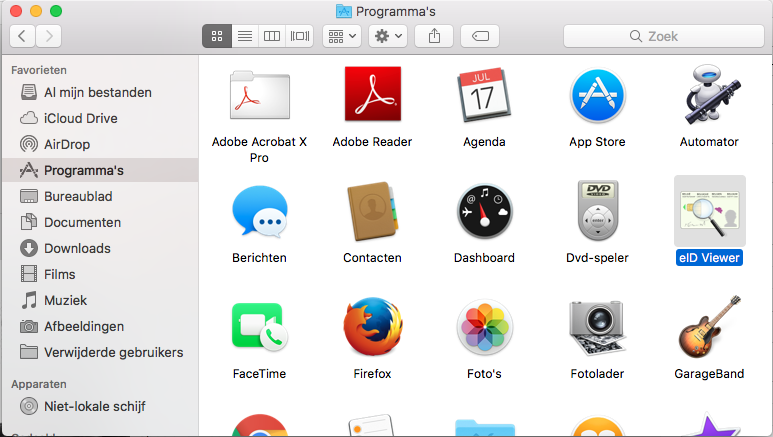 Programma's
Zoek
Favorieten
Al mijn bestanden
iCloud Drive
AirDrop
Programma's
Bureaublad
Documenten
Downloads
Films
Muziek
Afbeeldingen
Verwijderde gebruikers
Apparaten
Niet-lokale schijf
Adobe Acrobat X
Pro
Adobe Reader
JUL
17
Agenda
App Store
Automator
Berichten
Contacten
Dashboard
DVD
Dvd-speler
eID Viewer
FaceTime
Firefox
Foto's
Fotolader
GarageBand